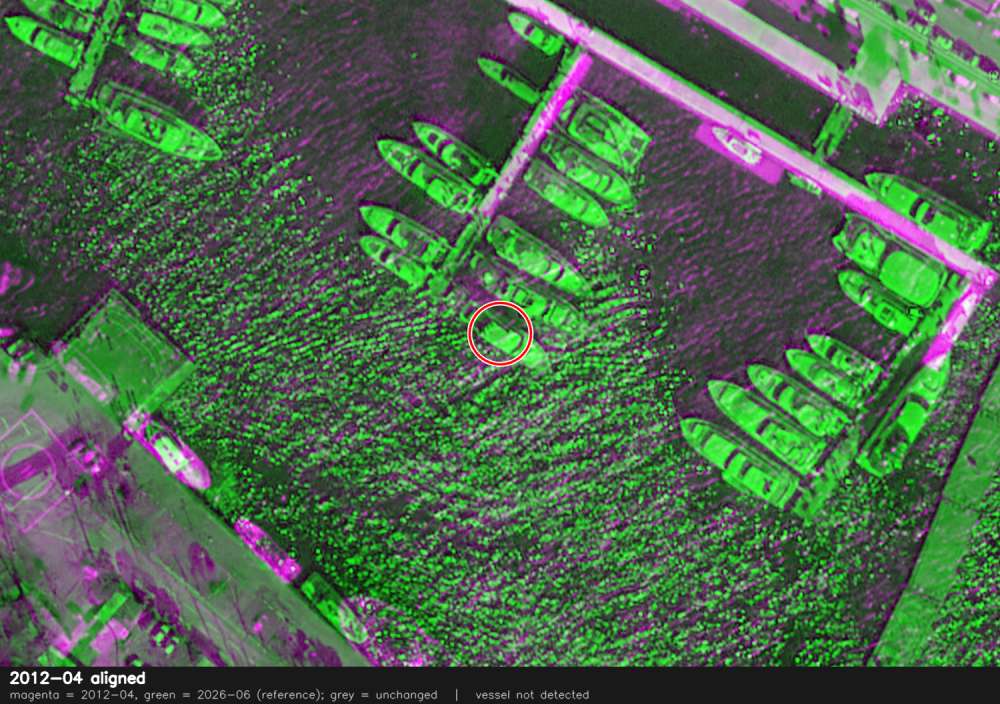 2012-04 aligned
magenta = 2012-04, green = 2026-06 (reference); grey = unchanged | vessel not detected